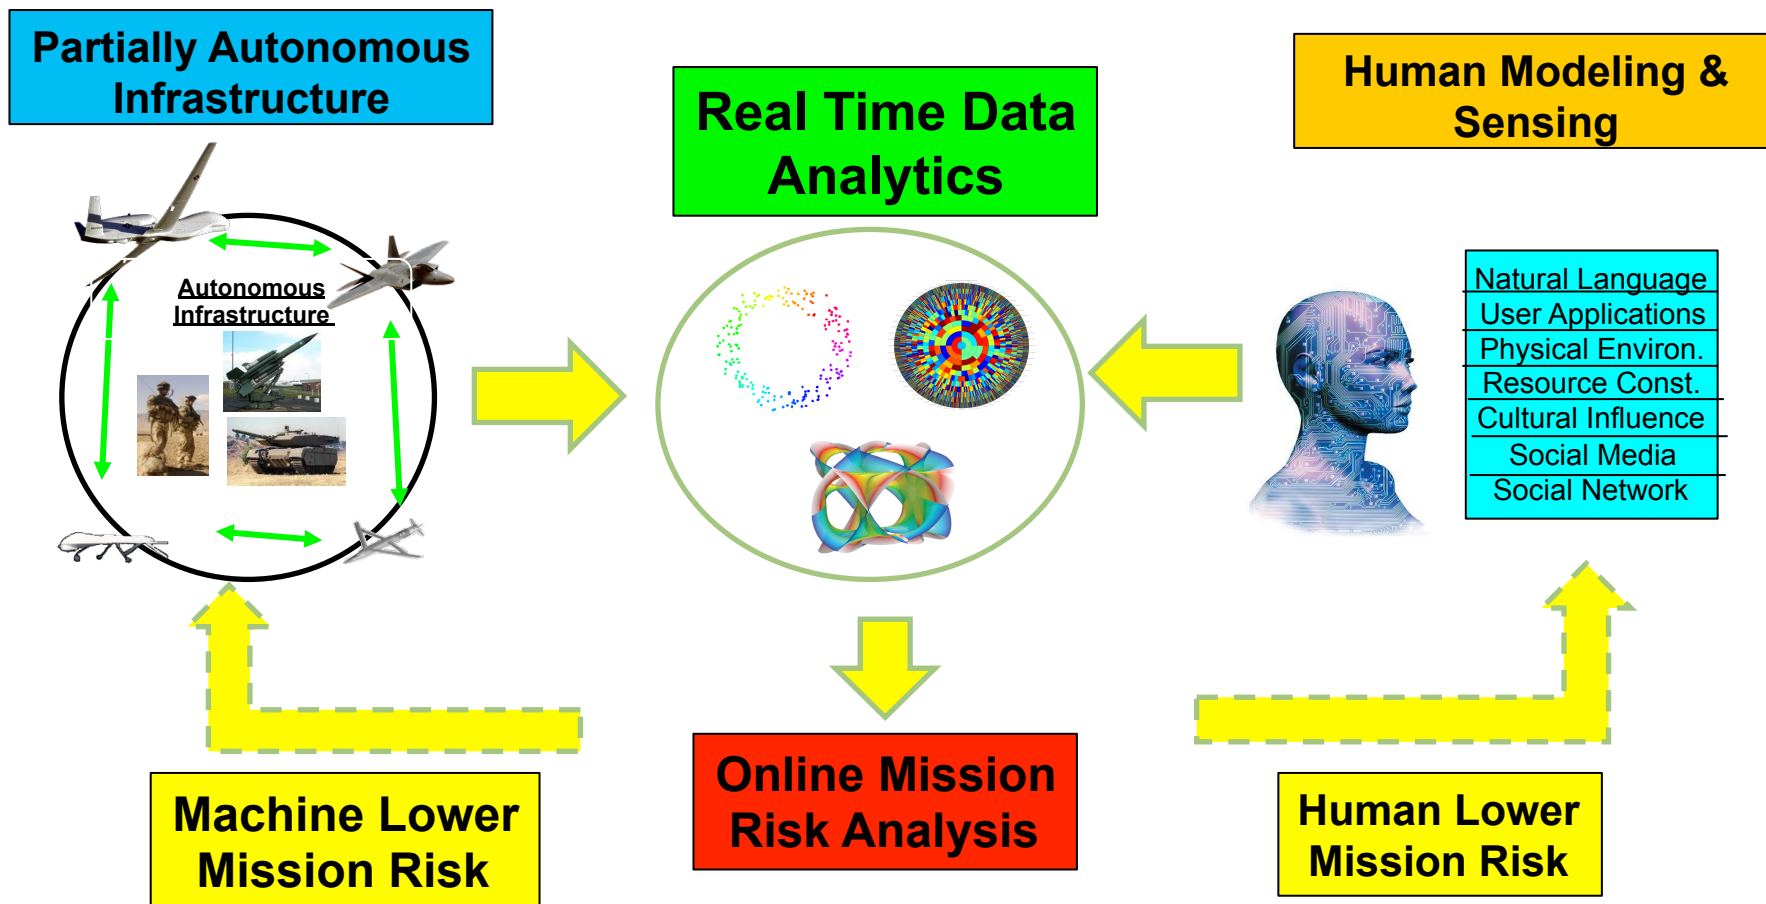 Partially Autonomous
Infrastructure
Real Time Data
Analytics
Human Modeling &
Sensing
Autonomous
Infrastructure
Natural Language
User Applications
Physical Environ.
Resource Const.
Cultural Influence
Social Media
Social Network
Machine Lower
Mission Risk
Online Mission
Risk Analysis
Human Lower
Mission Risk